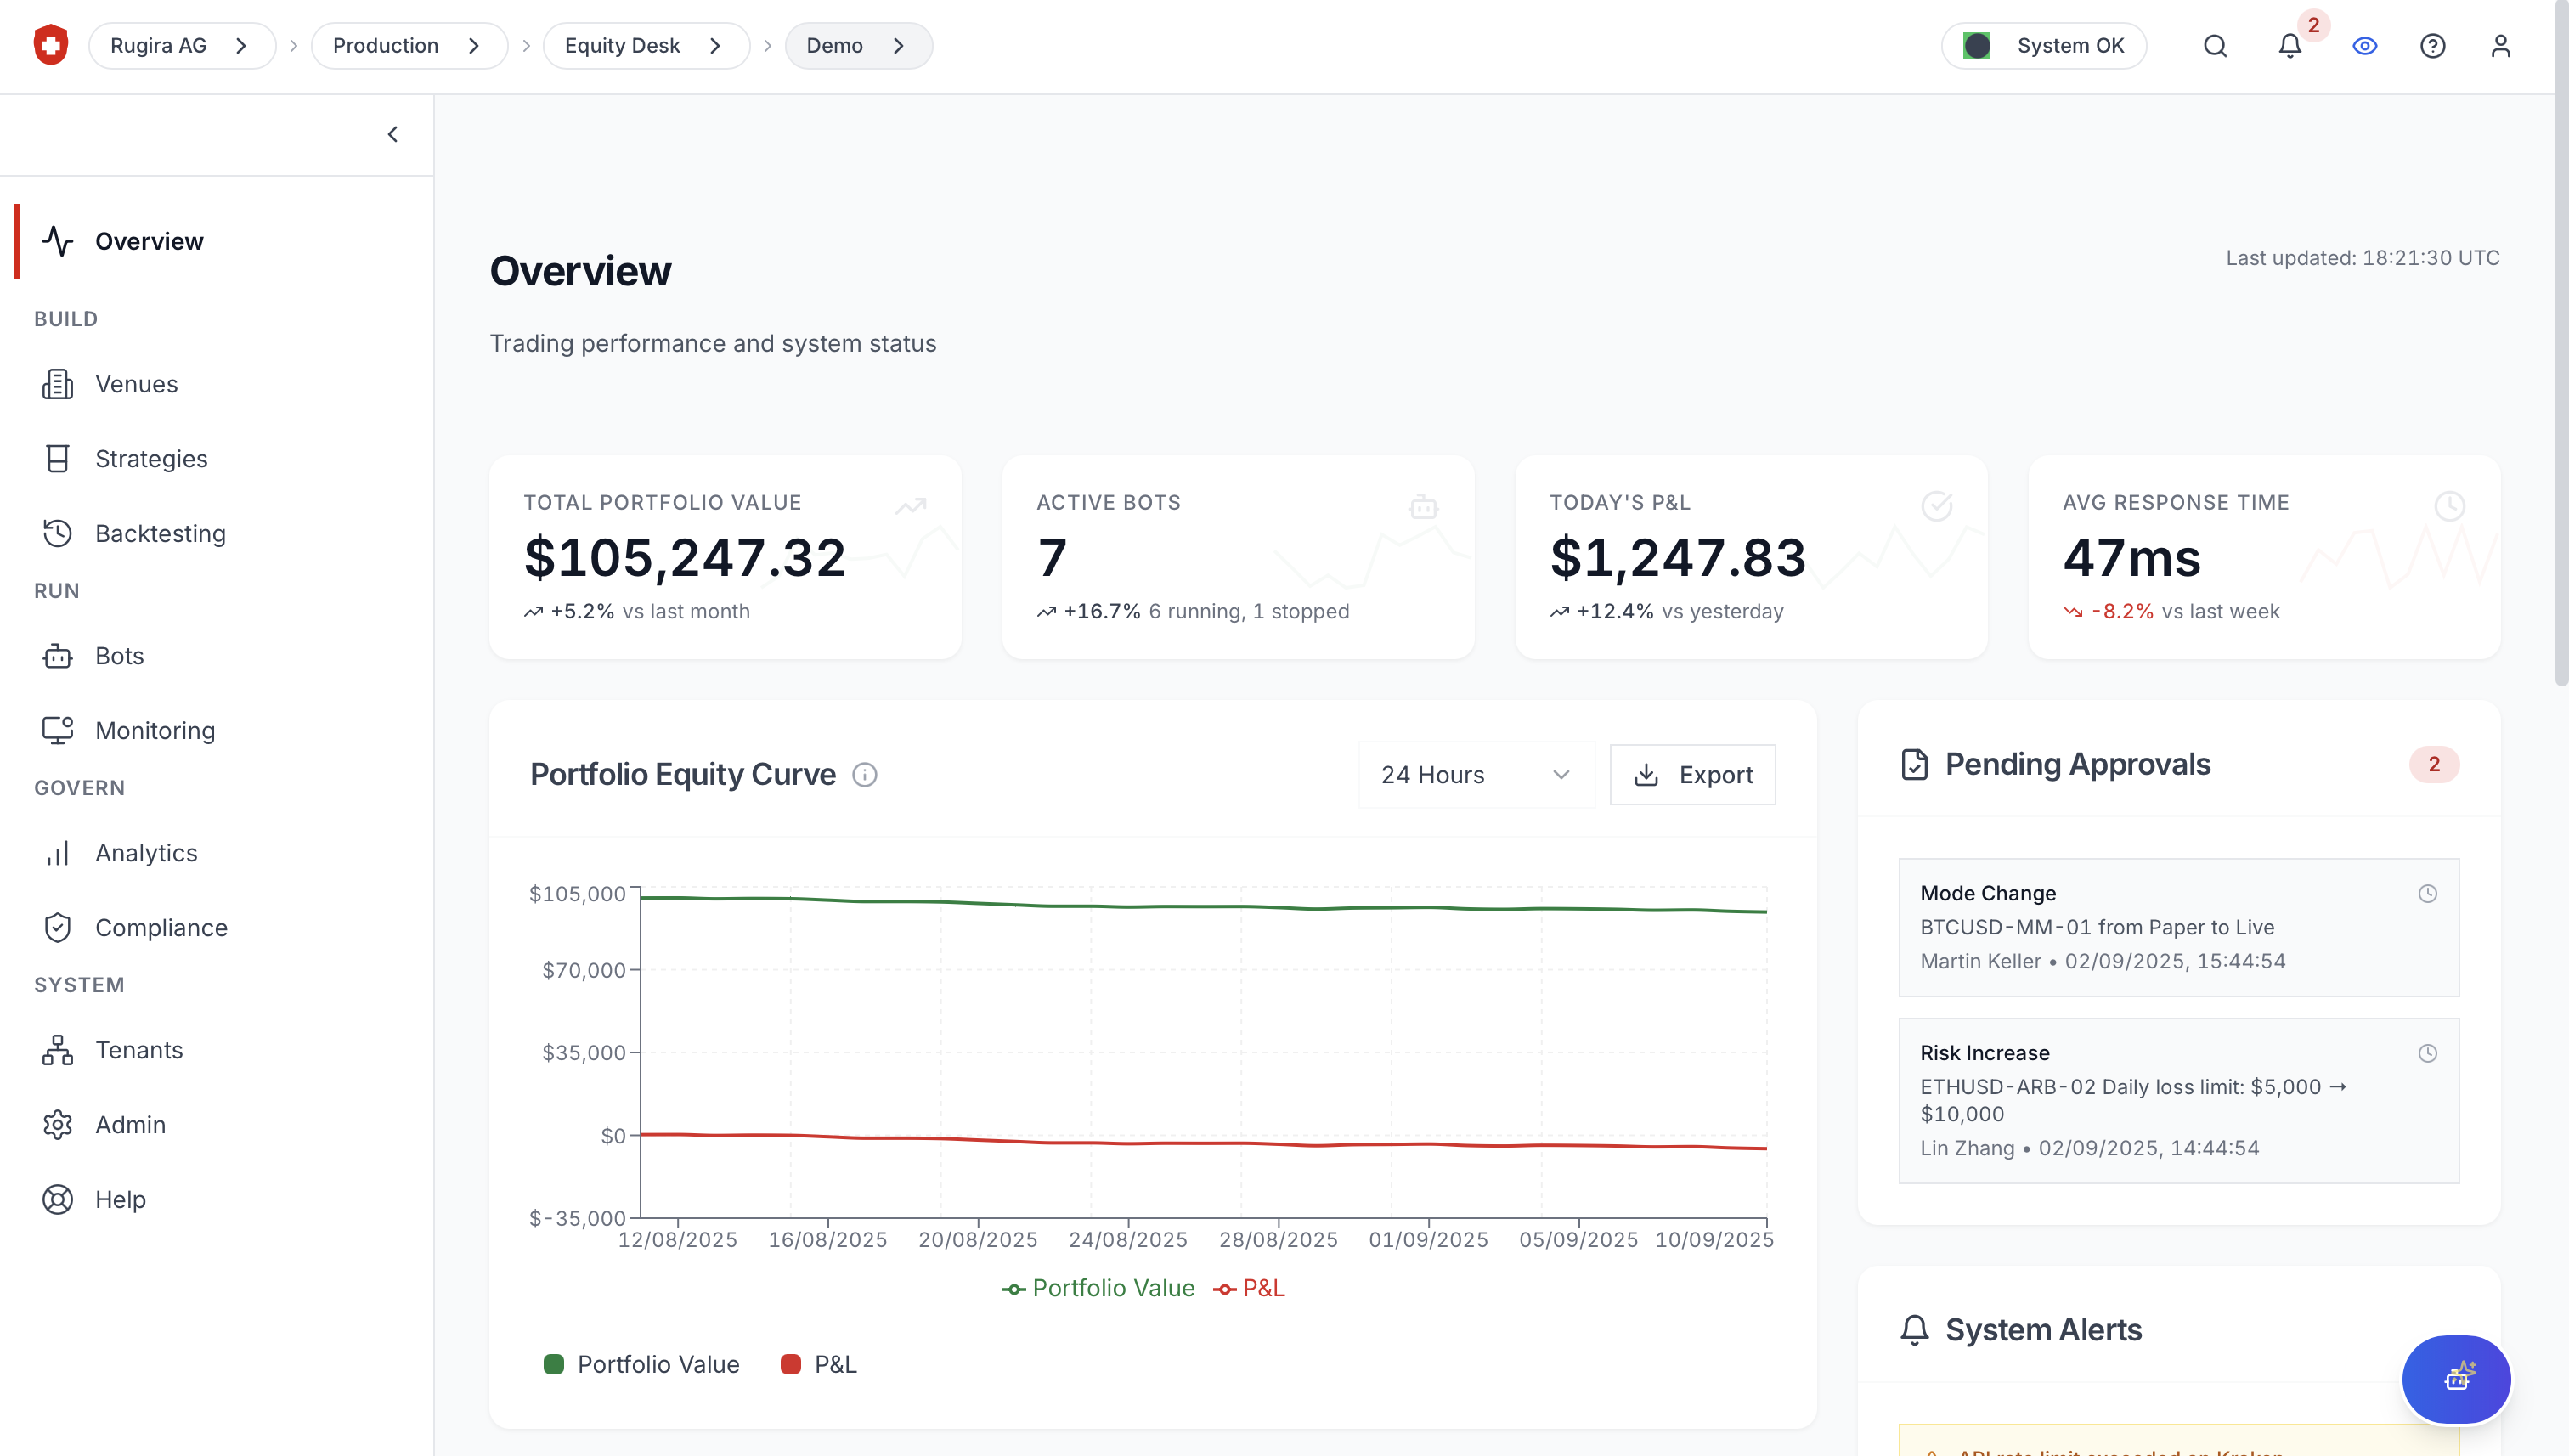 Rugira AG
Production
Equity Desk
Demo
System OK
2
Overview
BUILD
Venues
Strategies
Backtesting
RUN
Bots
Monitoring
GOVERN
Analytics
Compliance
SYSTEM
Tenants
Admin
Help
Overview
Last updated: 18:21:30 UTC
Trading performance and system status
TOTAL PORTFOLIO VALUE
$105,247.32
+5.2% vs last month
ACTIVE BOTS
7
+16.7% 6 running, 1 stopped
TODAY'S P&L
$1,247.83
+12.4% vs yesterday
AVG RESPONSE TIME
47ms
-8.2% vs last week
Portfolio Equity Curve
24 Hours
Export
$105,000
$70,000
$35,000
$0
$-35,000
12/08/2025 16/08/2025 20/08/2025 24/08/2025 28/08/2025 01/09/2025 05/09/2025 10/09/2025
Portfolio Value P&L
Portfolio Value P&L
Pending Approvals
2
Mode Change
BTCUSD-MM-01 from Paper to Live
Martin Keller • 02/09/2025, 15:44:54
Risk Increase
ETHUSD-ARB-02 Daily loss limit: $5,000 →
$10,000
Lin Zhang • 02/09/2025, 14:44:54
System Alerts
API rate limit exceeded on Kraken